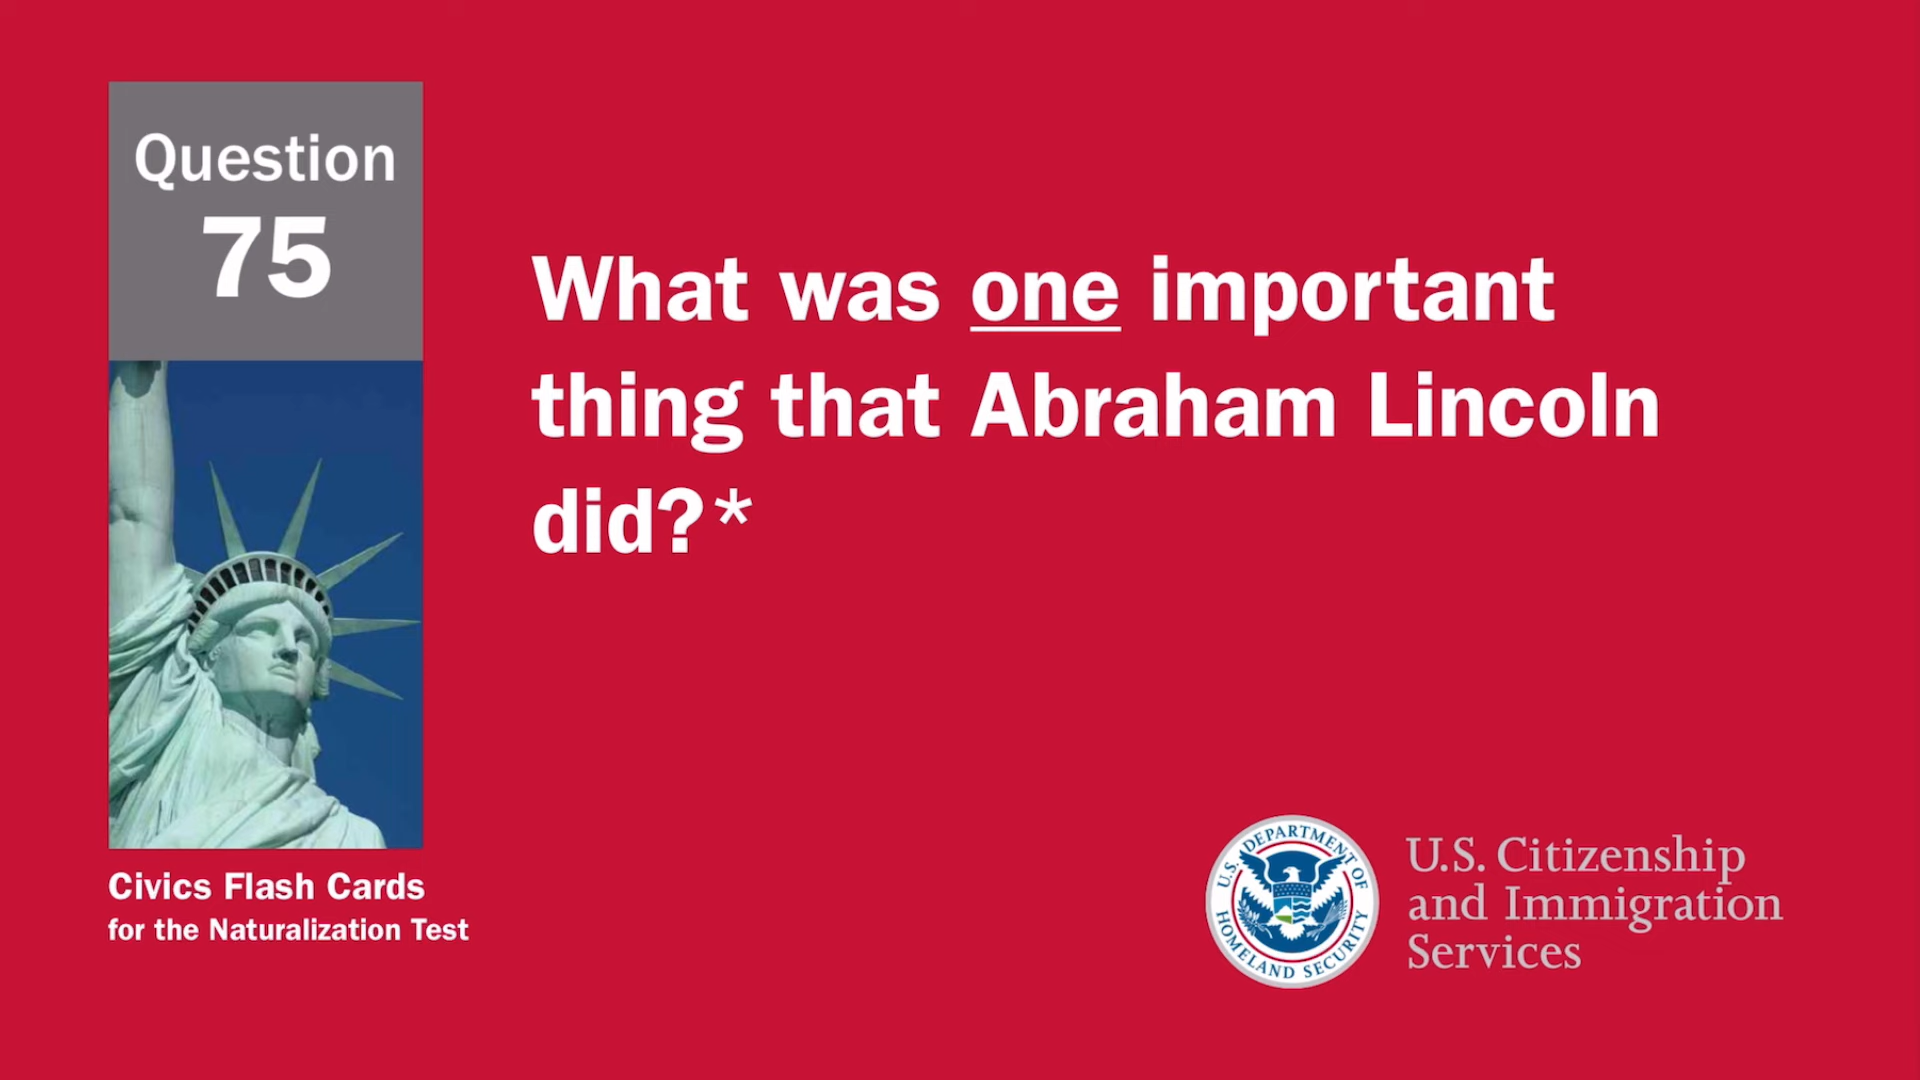 Question
75
What was one important
thing that Abraham Lincoln
did?*
Civics Flash Cards
for the Naturalization Test
U.S. DEPARTMENT OF
HOMELAND SECURITY
U.S. Citizenship
and Immigration
Services